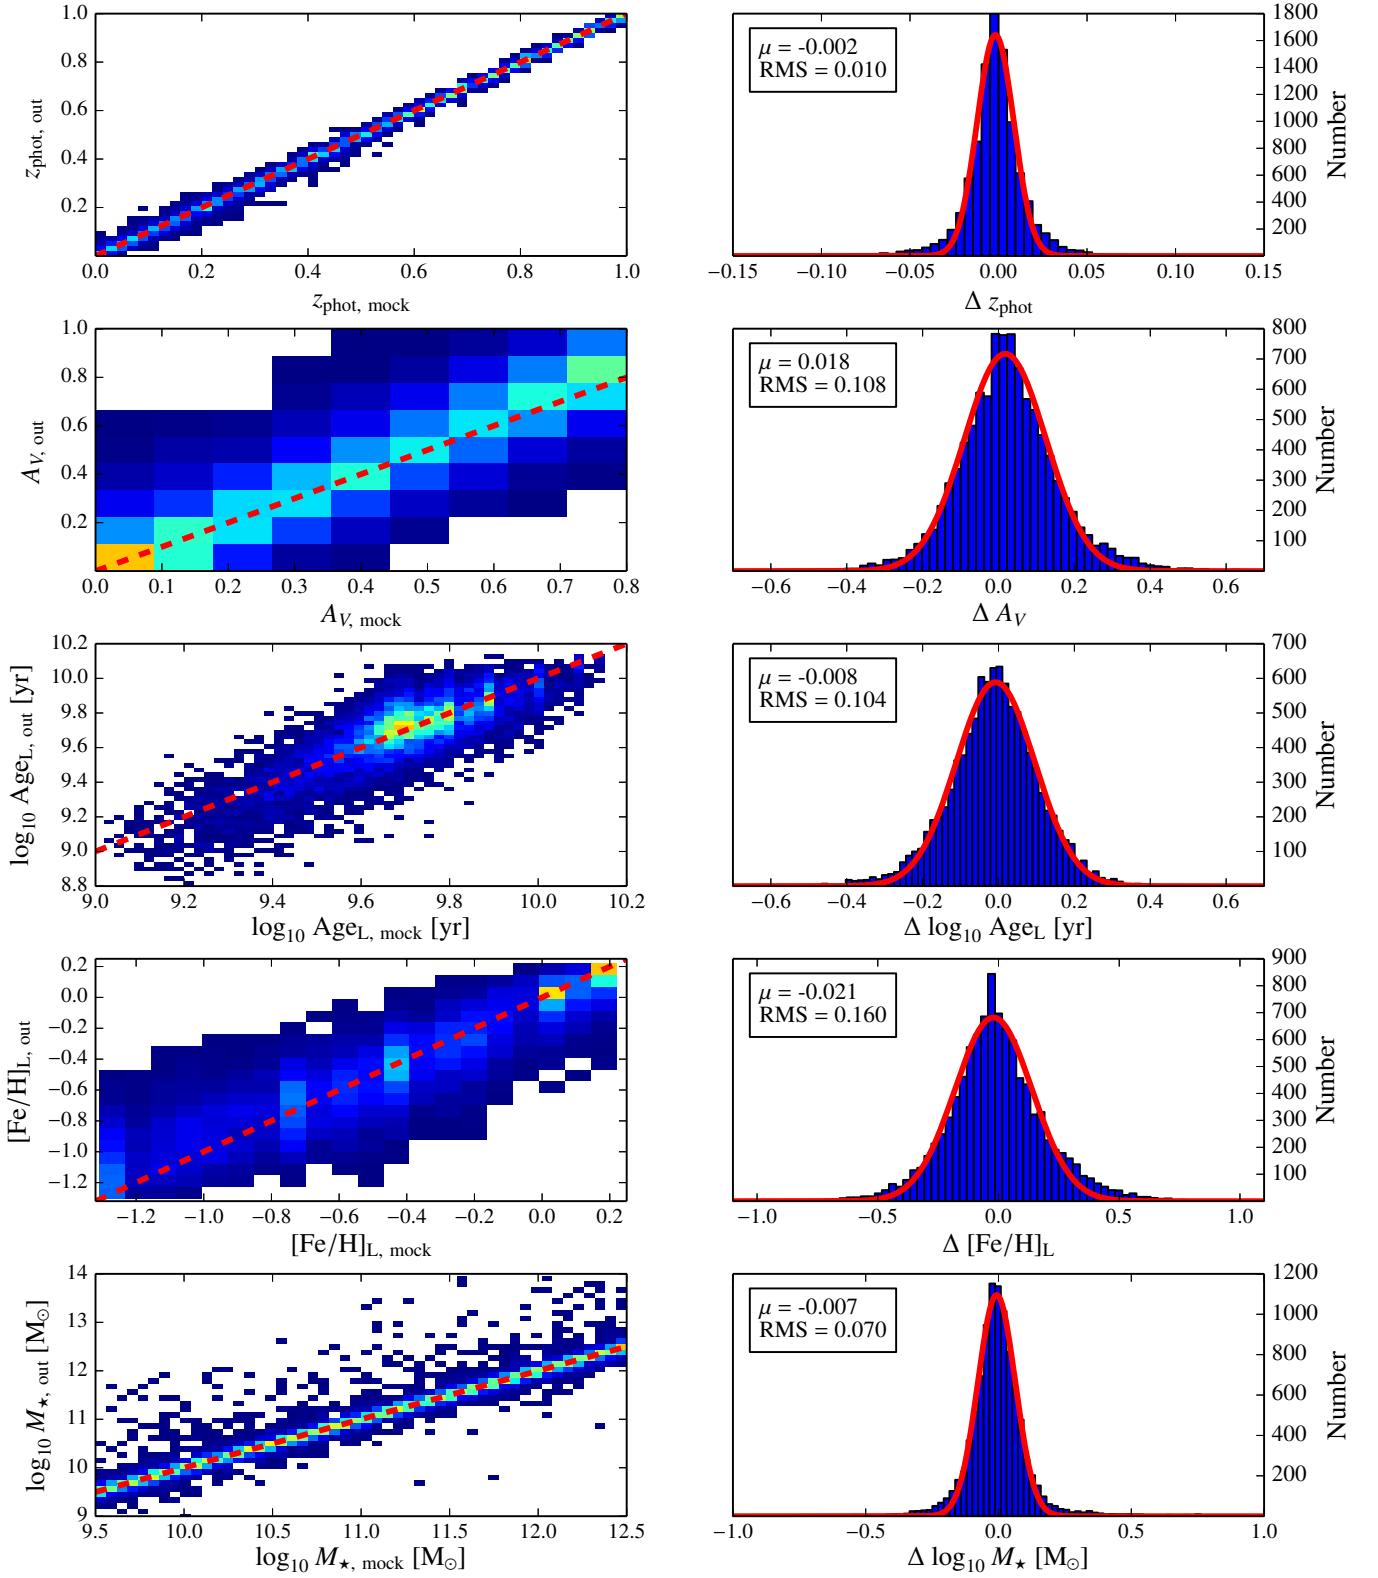 1.0
0.8
0.6
0.4
0.2
0.0 0.2 0.4 0.6 0.8 1.0
z_phot, out
z_phot, mock
μ = -0.002
RMS = 0.010
1800
1600
1400
1200
1000
800
600
400
200
Number
−0.15 −0.10 −0.05 0.00 0.05 0.10 0.15
Δ z_phot
1.0
0.8
0.6
0.4
0.2
0.0 0.1 0.2 0.3 0.4 0.5 0.6 0.7 0.8
A_V, out
A_V, mock
μ = 0.018
RMS = 0.108
800
700
600
500
400
300
200
100
Number
−0.6 −0.4 −0.2 0.0 0.2 0.4 0.6
Δ A_V
10.2
10.0
9.8
9.6
9.4
9.2
9.0
8.8
9.0 9.2 9.4 9.6 9.8 10.0 10.2
log₁₀ Age_L, out [yr]
log₁₀ Age_L, mock [yr]
μ = -0.008
RMS = 0.104
700
600
500
400
300
200
100
Number
−0.6 −0.4 −0.2 0.0 0.2 0.4 0.6
Δ log₁₀ Age_L [yr]
0.2
0.0
−0.2
−0.4
−0.6
−0.8
−1.0
−1.2
−1.2 −1.0 −0.8 −0.6 −0.4 −0.2 0.0 0.2
[Fe/H]_L, out
[Fe/H]_L, mock
μ = -0.021
RMS = 0.160
900
800
700
600
500
400
300
200
100
Number
−1.0 −0.5 0.0 0.5 1.0
Δ [Fe/H]_L
14
13
12
11
10
9
9.5 10.0 10.5 11.0 11.5 12.0 12.5
log₁₀ M_★, out [M_⊙]
log₁₀ M_★, mock [M_⊙]
μ = -0.007
RMS = 0.070
1200
1000
800
600
400
200
Number
−1.0 −0.5 0.0 0.5 1.0
Δ log₁₀ M_★ [M_⊙]